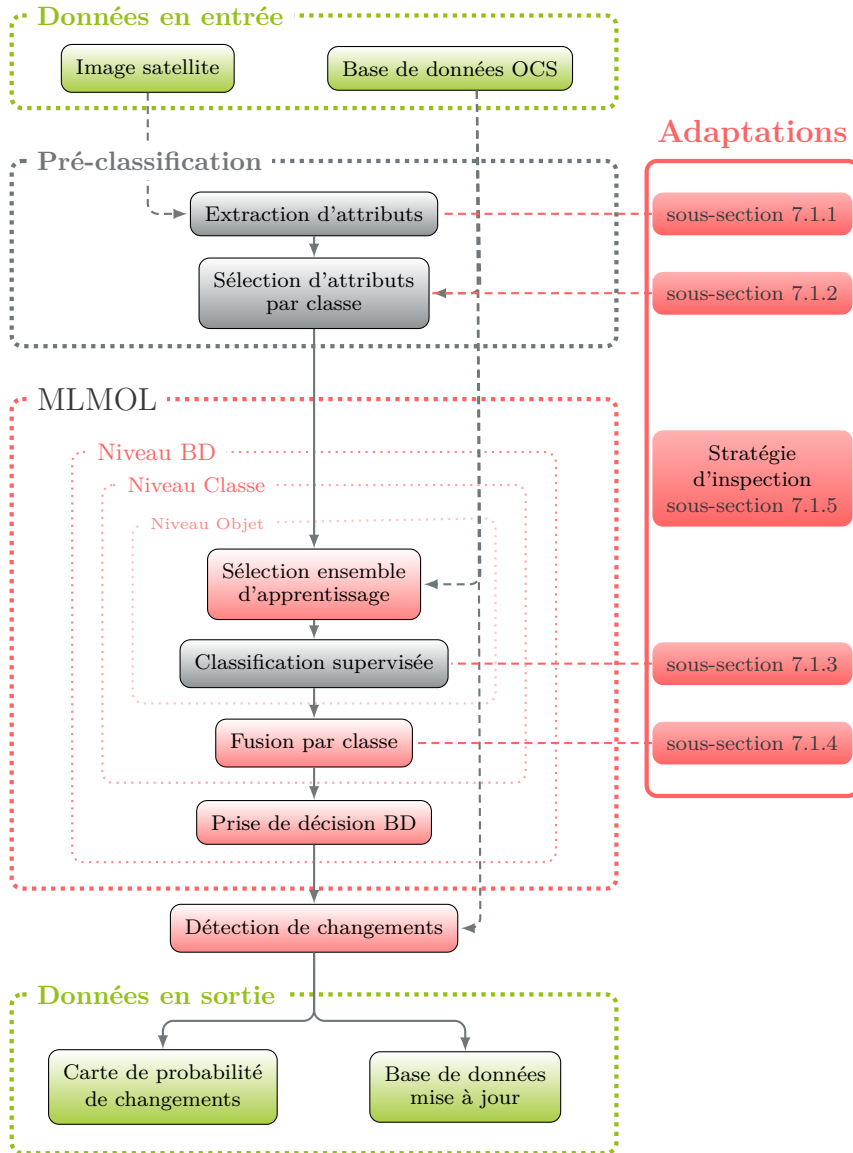 Données en entrée
Image satellite
Base de données OCS
Adaptations
Pré-classification
Extraction d'attributs
sous-section 7.1.1
Sélection d'attributs
par classe
sous-section 7.1.2
MLMOL
Niveau BD
Niveau Classe
Niveau Objet
Stratégie
d'inspection
sous-section 7.1.5
Sélection ensemble
d'apprentissage
Classification supervisée
sous-section 7.1.3
Fusion par classe
sous-section 7.1.4
Prise de décision BD
Détection de changements
Données en sortie
Carte de probabilité
de changements
Base de données
mise à jour